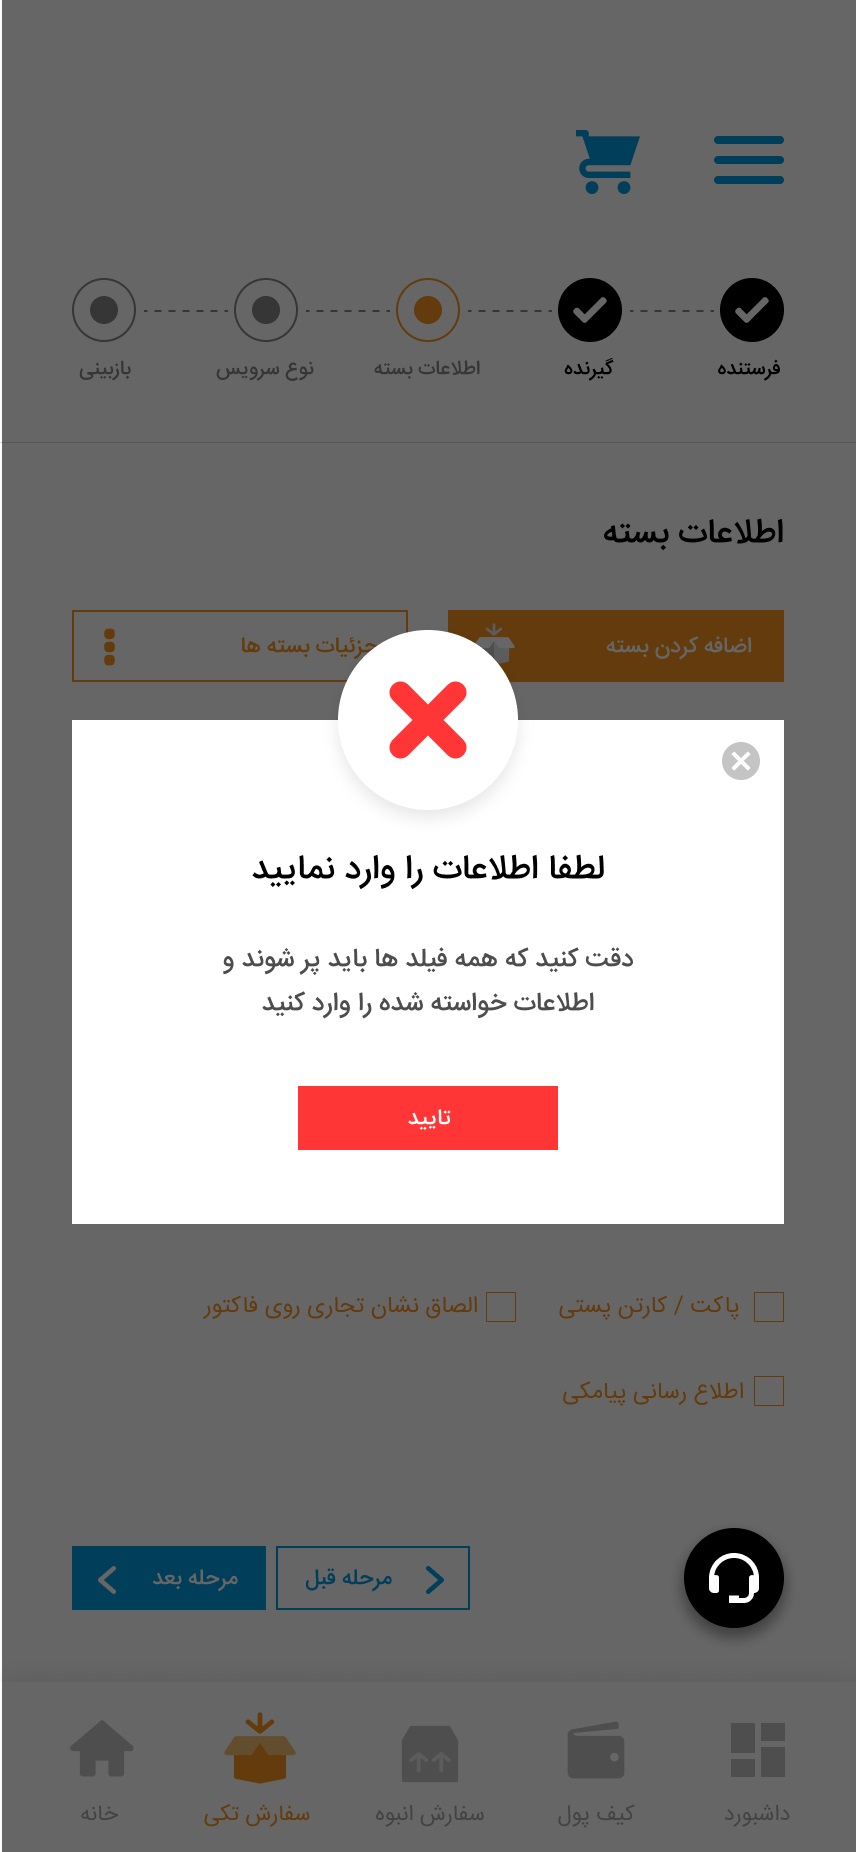 فرستنده
گیرنده
اطلاعات بسته
نوع سرویس
بازبینی
اطلاعات بسته
اضافه کردن بسته
جزئیات بسته ها
لطفا اطلاعات را وارد نمایید
دقت کنید که همه فیلد ها باید پر شوند و
اطلاعات خواسته شده را وارد کنید
تایید
پاکت / کارتن پستی
الصاق نشان تجاری روی فاکتور
اطلاع رسانی پیامکی
مرحله قبل
مرحله بعد
داشبورد
کیف پول
سفارش انبوه
سفارش تکی
خانه